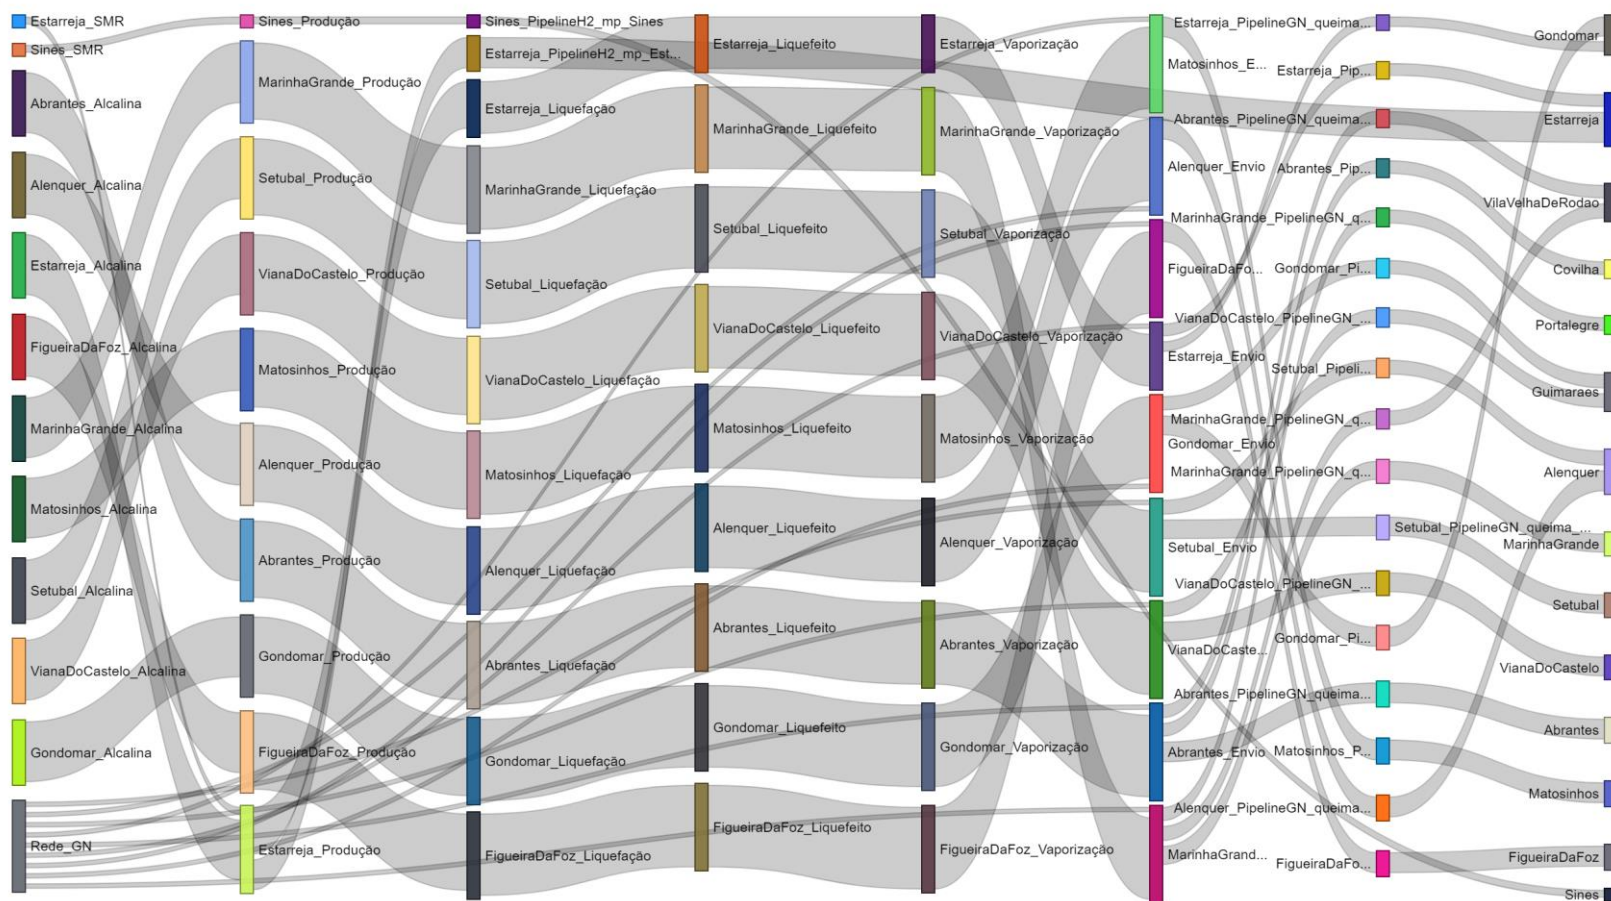 Estarreja_SMR
Sines_SMR
Abrantes_Alcalina
Alenquer_Alcalina
Estarreja_Alcalina
FigueiraDaFoz_Alcalina
MarinhaGrande_Alcalina
Matosinhos_Alcalina
Setubal_Alcalina
VianaDoCastelo_Alcalina
Gondomar_Alcalina
Rede_GN
Sines_Produção
MarinhaGrande_Produção
Setubal_Produção
VianaDoCastelo_Produção
Matosinhos_Produção
Alenquer_Produção
Abrantes_Produção
Gondomar_Produção
FigueiraDaFoz_Produção
Estarreja_Produção
Sines_PipelineH2_mp_Sines
Estarreja_PipelineH2_mp_Est...
Estarreja_Liquefação
MarinhaGrande_Liquefação
Setubal_Liquefação
VianaDoCastelo_Liquefação
Matosinhos_Liquefação
Alenquer_Liquefação
Abrantes_Liquefação
Gondomar_Liquefação
FigueiraDaFoz_Liquefação
Estarreja_Liquefeito
MarinhaGrande_Liquefeito
Setubal_Liquefeito
VianaDoCastelo_Liquefeito
Matosinhos_Liquefeito
Alenquer_Liquefeito
Abrantes_Liquefeito
Gondomar_Liquefeito
FigueiraDaFoz_Liquefeito
Estarreja_Vaporização
MarinhaGrande_Vaporização
Setubal_Vaporização
VianaDoCastelo_Vaporização
Matosinhos_Vaporização
Alenquer_Vaporização
Abrantes_Vaporização
Gondomar_Vaporização
FigueiraDaFoz_Vaporização
Matosinhos_E...
Alenquer_Envio
FigueiraDaFo...
Estarreja_Envio
Gondomar_Envio
Setubal_Envio
VianaDoCaste...
Abrantes_Envio
MarinhaGrand...
Estarreja_PipelineGN_queima...
Estarreja_Pip...
Abrantes_PipelineGN_queima...
Abrantes_Pip...
MarinhaGrande_PipelineGN_q...
Gondomar_Pi...
VianaDoCastelo_PipelineGN_...
Setubal_Pipeli...
MarinhaGrande_PipelineGN_q...
MarinhaGrande_PipelineGN_q...
Setubal_PipelineGN_queima_...
VianaDoCastelo_PipelineGN_...
Gondomar_Pi...
Abrantes_PipelineGN_queima...
Matosinhos_P...
Alenquer_PipelineGN_queima...
FigueiraDaFo...
Gondomar
Estarreja
VilaVelhaDeRodao
Covilha
Portalegre
Guimaraes
Alenquer
MarinhaGrande
Setubal
VianaDoCastelo
Abrantes
Matosinhos
FigueiraDaFoz
Sines